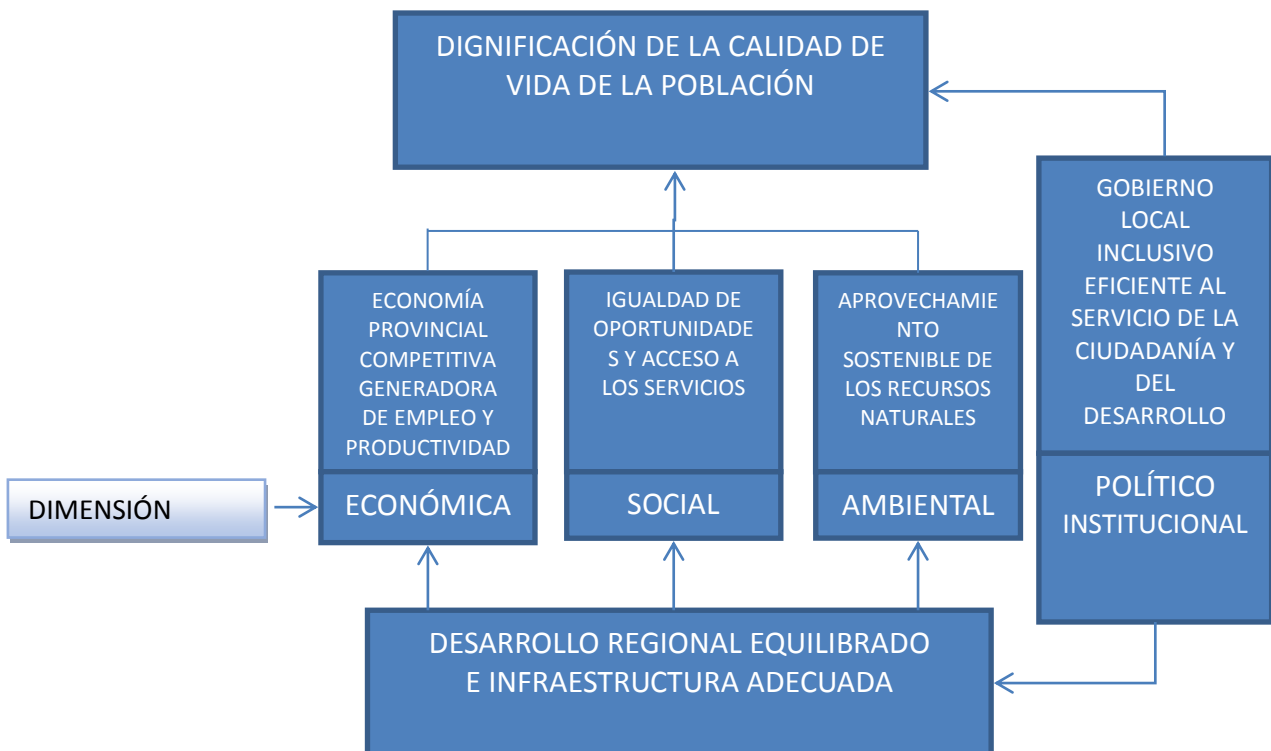 DIGNIFICACIÓN DE LA CALIDAD DE
VIDA DE LA POBLACIÓN
GOBIERNO
LOCAL
INCLUSIVO
EFICIENTE AL
SERVICIO DE LA
CIUDADANÍA Y
DEL
DESARROLLO
ECONOMÍA
PROVINCIAL
COMPETITIVA
GENERADORA
DE EMPLEO Y
PRODUCTIVIDAD
IGUALDAD DE
OPORTUNIDADE
S Y ACCESO A
LOS SERVICIOS
APROVECHAMIE
NTO
SOSTENIBLE DE
LOS RECURSOS
NATURALES
DIMENSIÓN
ECONÓMICA
SOCIAL
AMBIENTAL
POLÍTICO
INSTITUCIONAL
DESARROLLO REGIONAL EQUILIBRADO
E INFRAESTRUCTURA ADECUADA